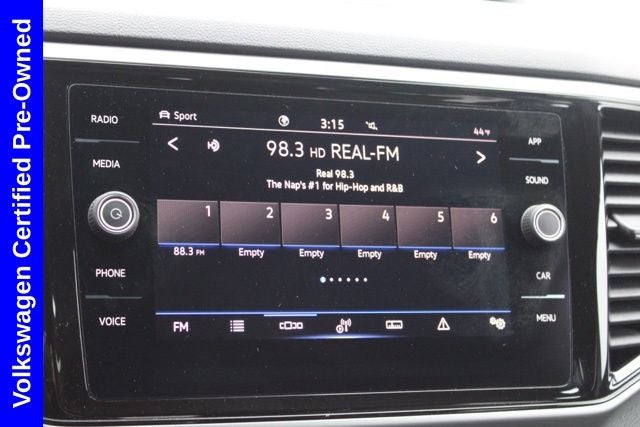 Volkswagen Certified Pre-Owned
RADIO
MEDIA
PHONE
VOICE
Sport
3:15
44°F
98.3 HD REAL-FM
Real 98.3
The Nap's #1 for Hip-Hop and R&B
1 2 3 4 5 6
88.3 FM Empty Empty Empty Empty Empty
FM
APP
SOUND
CAR
MENU